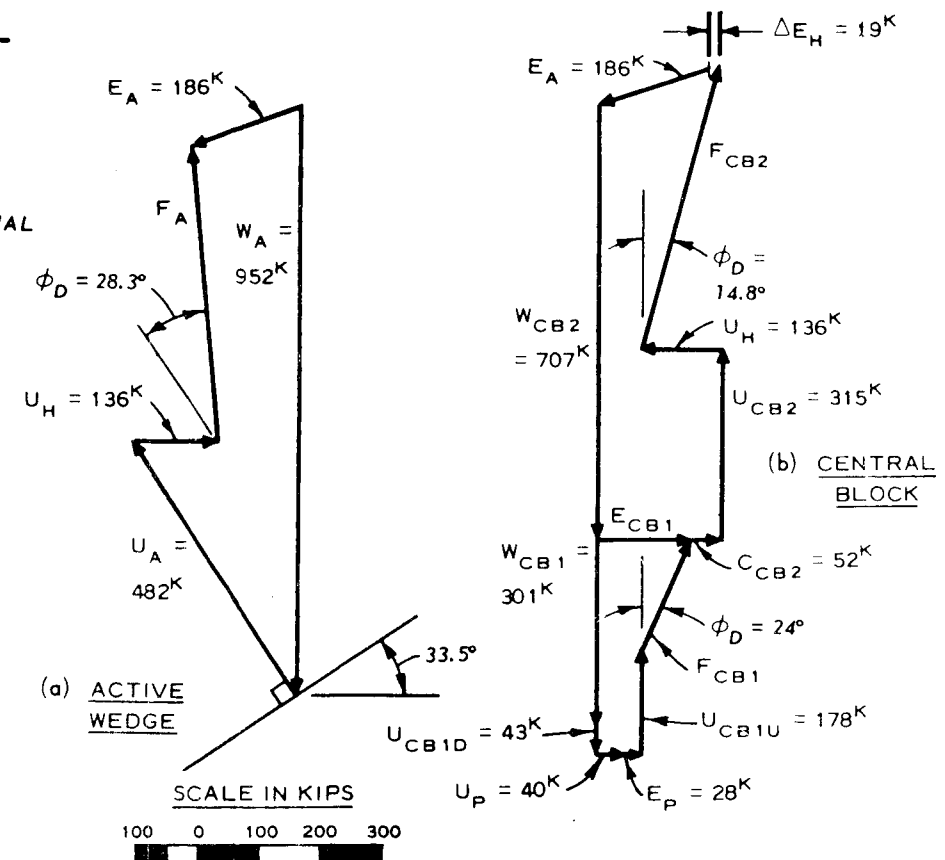 ΔE_H = 19^K
E_A = 186^K
E_A = 186^K
F_CB2
NAL
F_A
W_A =
952^K
ϕ_D = 28.3°
ϕ_D =
14.8°
W_CB2
= 707^K
U_H = 136^K
U_H = 136^K
U_CB2 = 315^K
(b) CENTRAL
BLOCK
E_CB1
U_A =
482^K
W_CB1 =
301^K
C_CB2 = 52^K
ϕ_D = 24°
33.5°
F_CB1
(a) ACTIVE
WEDGE
U_CB1D = 43^K
U_CB1U = 178^K
U_P = 40^K
E_P = 28^K
SCALE IN KIPS
100 0 100 200 300